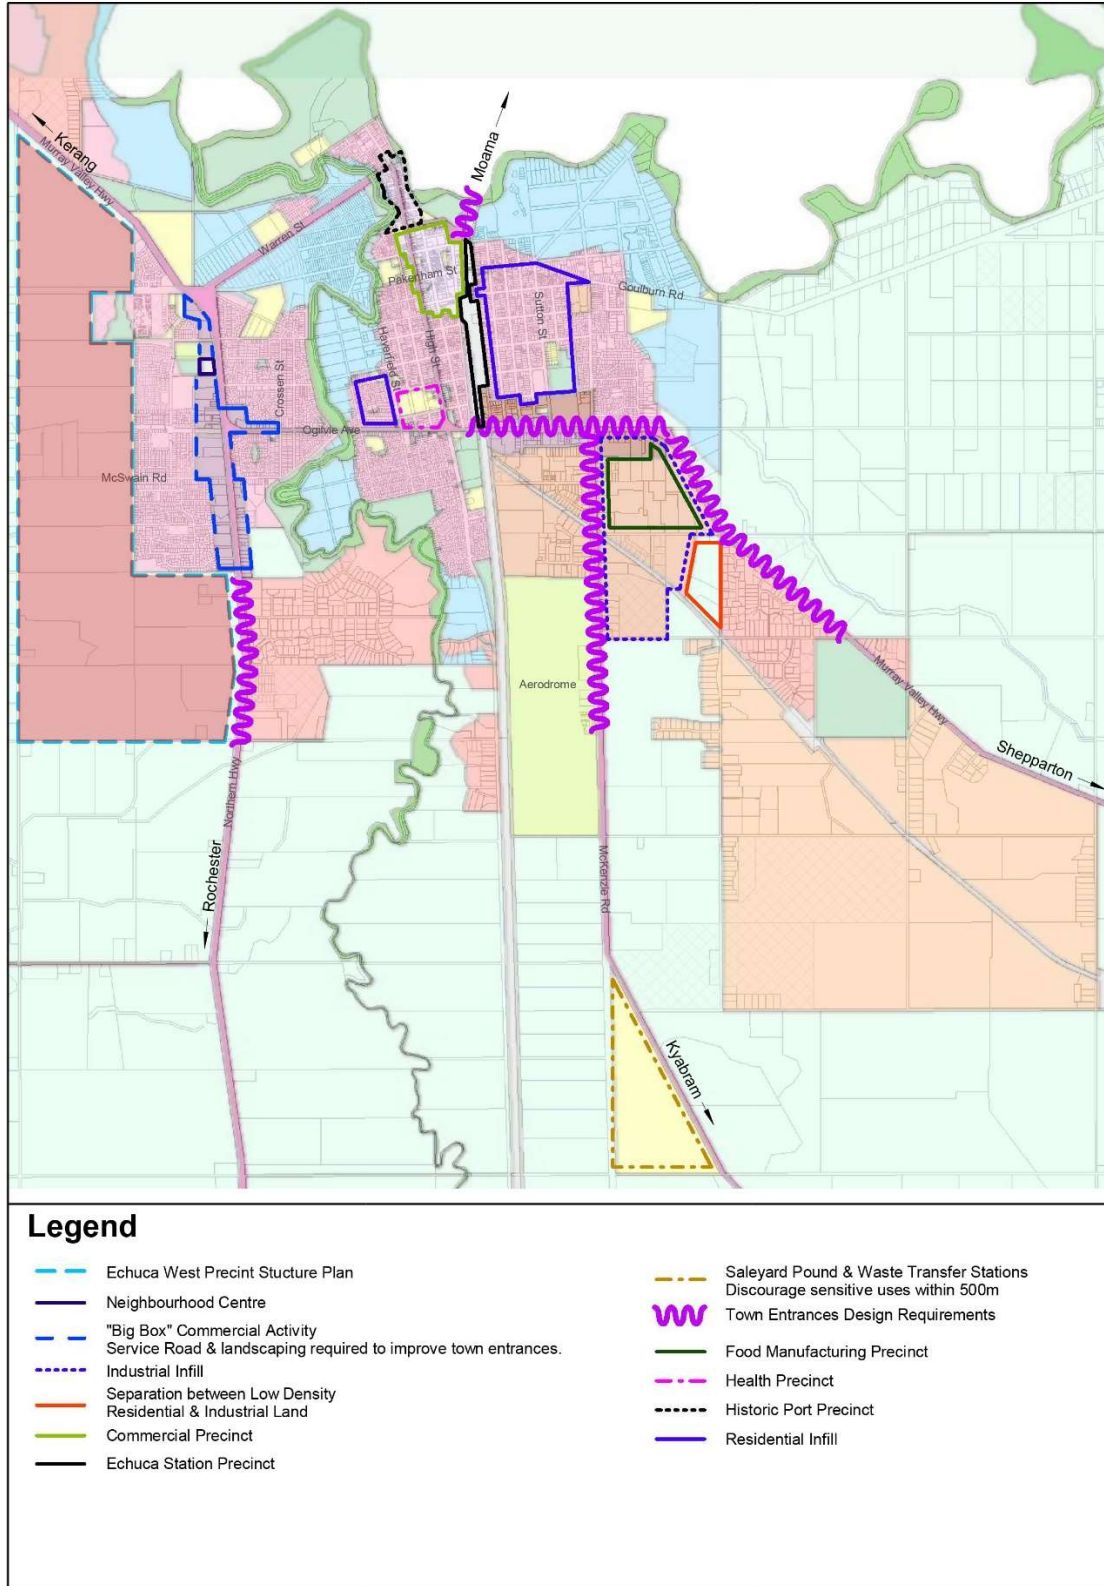 Moama
Kerang
Murray Valley Hwy
Warren St
Pakenham St
Goulburn Rd
Sutton St
High St
Haverfield St
Crossen St
Ogilvie Ave
McSwain Rd
Aerodrome
Murray Valley Hwy
Shepparton
Northern Hwy
Rochester
McKenzie Rd
Kyabram
Legend
Echuca West Precint Stucture Plan
Neighbourhood Centre
"Big Box" Commercial Activity
Service Road & landscaping required to improve town entrances.
Industrial Infill
Separation between Low Density
Residential & Industrial Land
Commercial Precinct
Echuca Station Precinct
Saleyard Pound & Waste Transfer Stations
Discourage sensitive uses within 500m
Town Entrances Design Requirements
Food Manufacturing Precinct
Health Precinct
Historic Port Precinct
Residential Infill